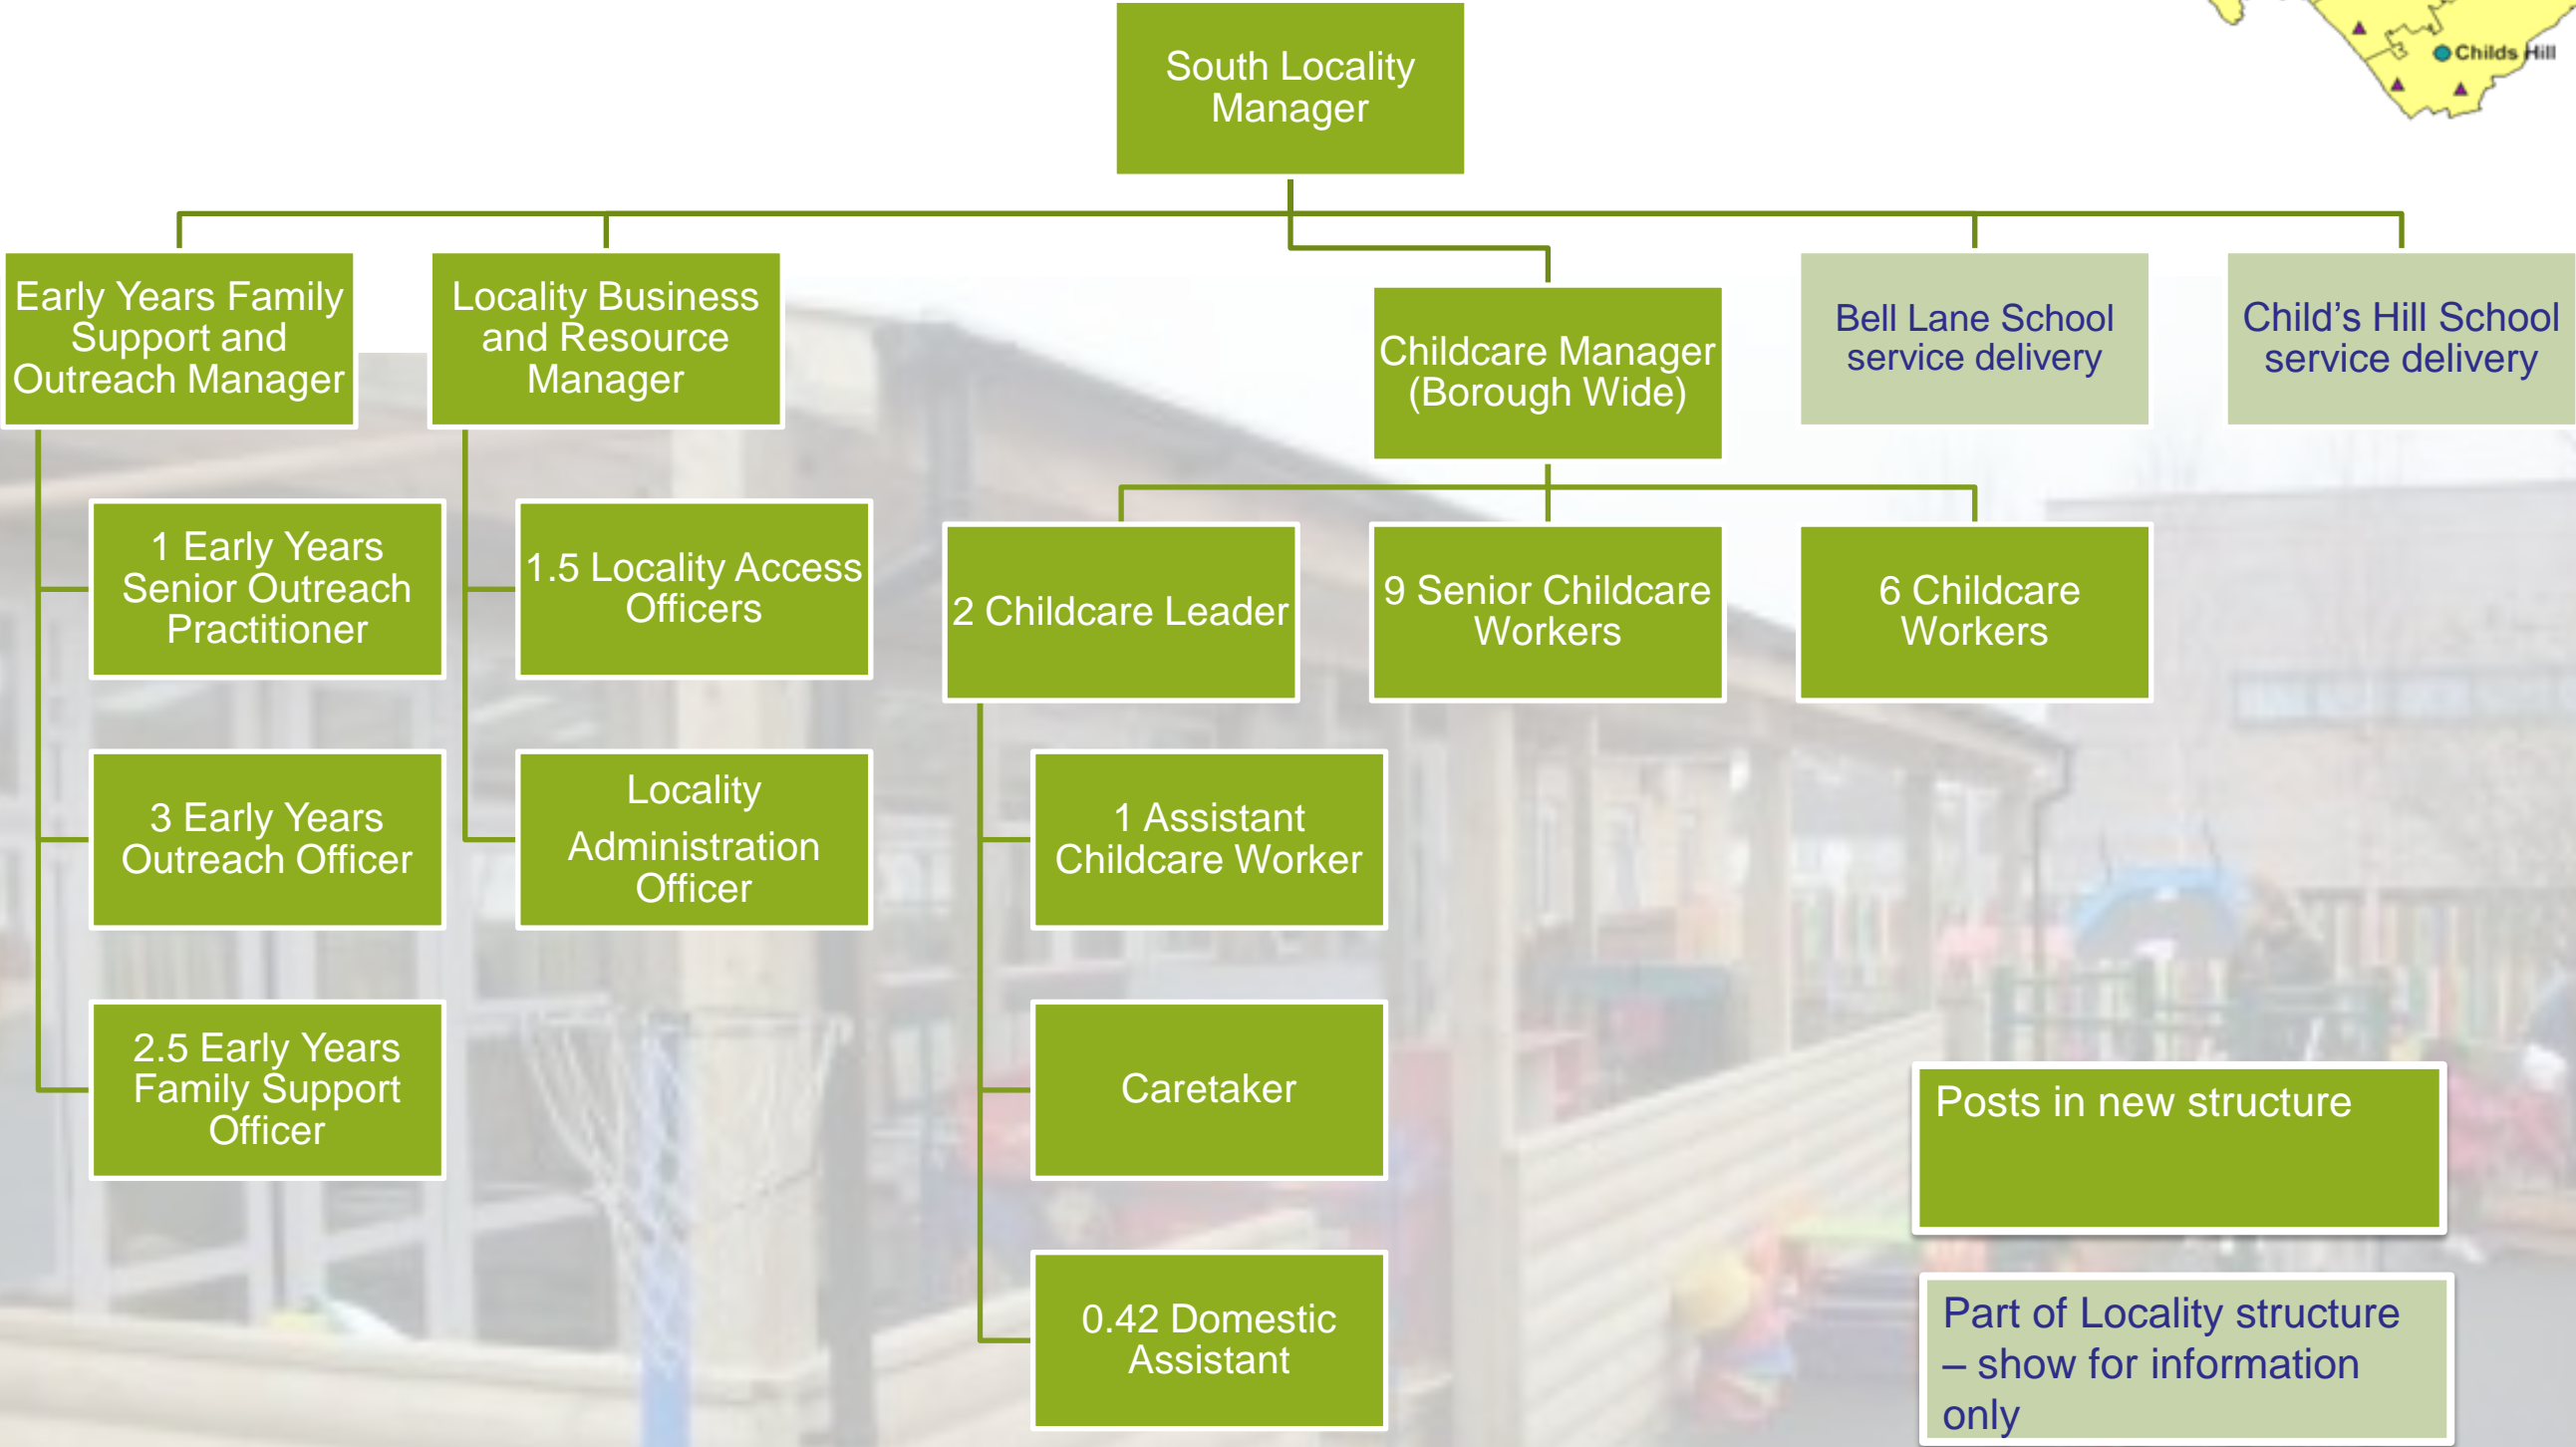 Childs Hill
South Locality
Manager
Early Years Family
Support and
Outreach Manager
Locality Business
and Resource
Manager
Childcare Manager
(Borough Wide)
Bell Lane School
service delivery
Child’s Hill School
service delivery
1 Early Years
Senior Outreach
Practitioner
1.5 Locality Access
Officers
2 Childcare Leader
9 Senior Childcare
Workers
6 Childcare
Workers
3 Early Years
Outreach Officer
Locality
Administration
Officer
1 Assistant
Childcare Worker
2.5 Early Years
Family Support
Officer
Caretaker
0.42 Domestic
Assistant
Posts in new structure
Part of Locality structure
– show for information
only